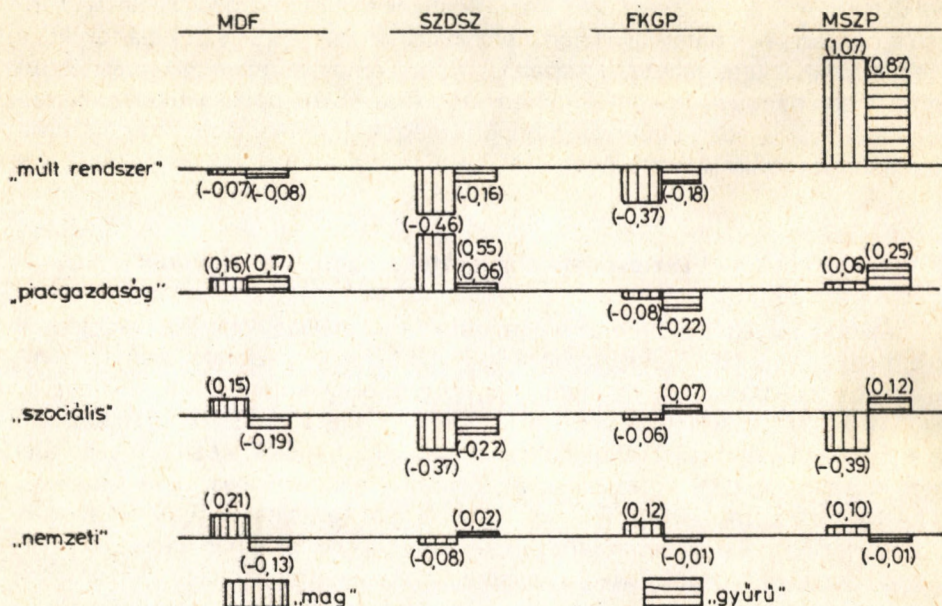 MDF SZDSZ FKGP MSZP
(1,07) (0,87)
„múlt rendszer"
(-0,07) (-0,08) (-0,46) (-0,16) (-0,37) (-0,18)
(0,16) (0,17) (0,55) (0,06) (0,06) (0,25)
„piacgazdaság"
(-0,08) (-0,22)
(0,15) (0,07) (0,12)
„szociális"
(-0,19) (-0,37) (-0,22) (-0,06) (-0,39)
(0,21) (0,02) (0,12) (0,10)
„nemzeti"
(-0,13) (-0,08) (-0,01) (-0,01)
„mag" „gyűrű"